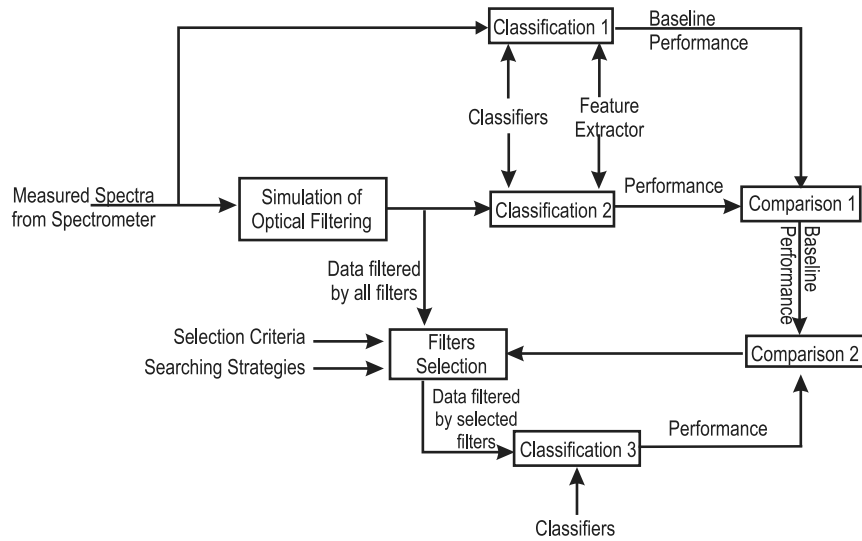 Classification 1
Baseline
Performance
Classifiers
Feature
Extractor
Measured Spectra
from Spectrometer
Simulation of
Optical Filtering
Classification 2
Performance
Comparison 1
Data filtered
by all filters
Baseline
Performance
Selection Criteria
Searching Strategies
Filters
Selection
Comparison 2
Data filtered
by selected
filters
Classification 3
Performance
Classifiers